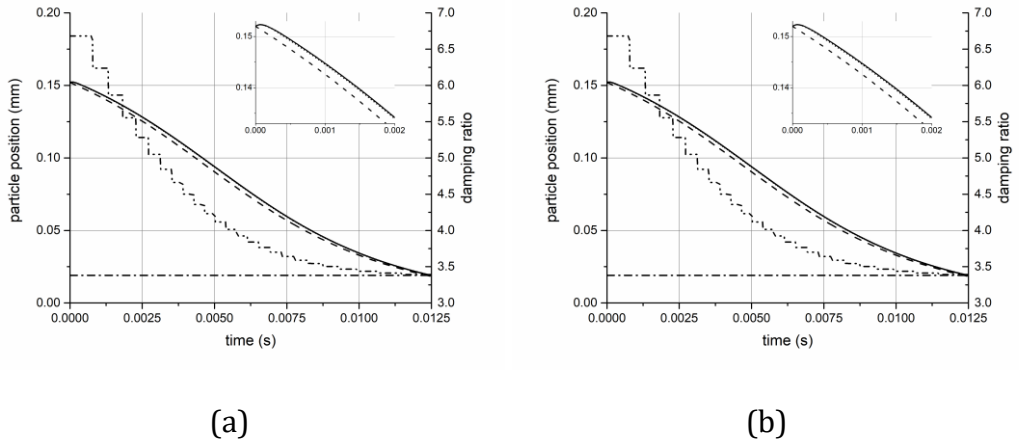 0.20 7.0 0.20 7.0
0.15 6.5 0.15 6.5
0.14 0.14
6.0 6.0
0.15 0.000 0.001 0.002 0.15 0.000 0.001 0.002
5.5 5.5
particle position (mm) 0.10 5.0 damping ratio particle position (mm) 0.10 5.0 damping ratio
4.5 4.5
0.05 4.0 0.05 4.0
3.5 3.5
0.00 3.0 0.00 3.0
0.0000 0.0025 0.0050 0.0075 0.0100 0.0125 0.0000 0.0025 0.0050 0.0075 0.0100 0.0125
time (s) time (s)
(a) (b)